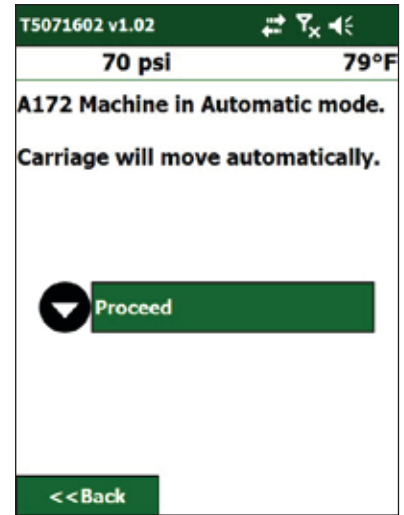 T5071602 v1.02
70 psi 79°F
A172 Machine in Automatic mode.
Carriage will move automatically.
Proceed
<<Back